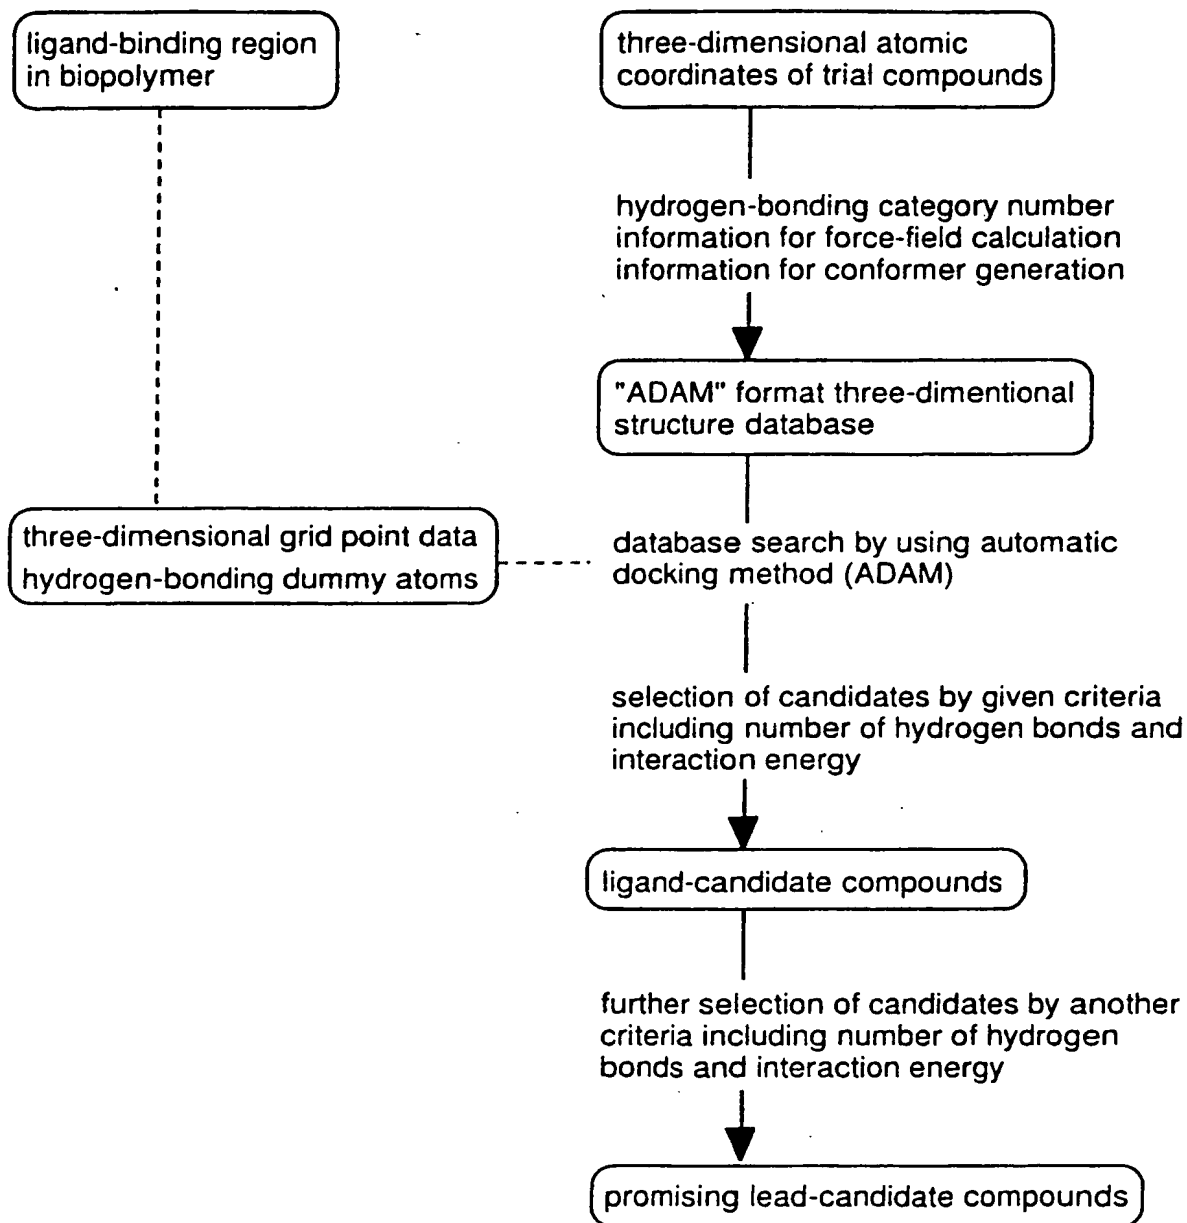 ligand-binding region
in biopolymer
three-dimensional atomic
coordinates of trial compounds
hydrogen-bonding category number
information for force-field calculation
information for conformer generation
"ADAM" format three-dimentional
structure database
three-dimensional grid point data
hydrogen-bonding dummy atoms
database search by using automatic
docking method (ADAM)
selection of candidates by given criteria
including number of hydrogen bonds and
interaction energy
ligand-candidate compounds
further selection of candidates by another
criteria including number of hydrogen
bonds and interaction energy
promising lead-candidate compounds